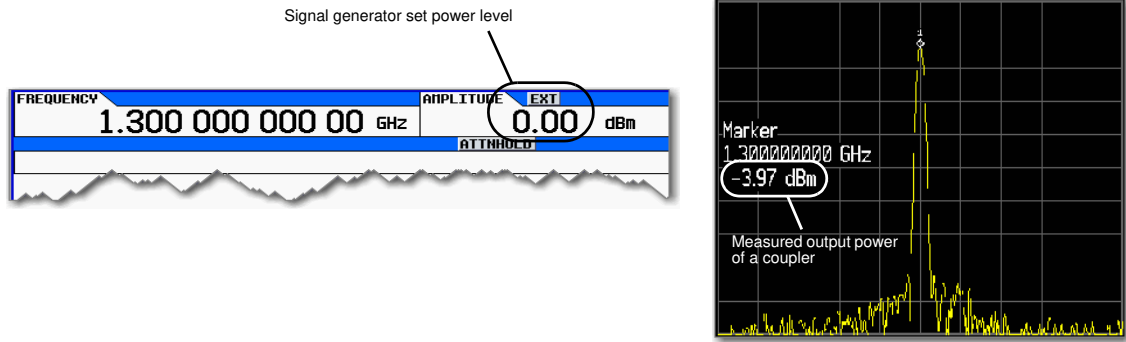 Signal generator set power level
FREQUENCY
1.300 000 000 00 GHz
AMPLITUDE EXT
0.00 dBm
ATTNHOLD
1
Marker
1.300000000 GHz
-3.97 dBm
Measured output power
of a coupler